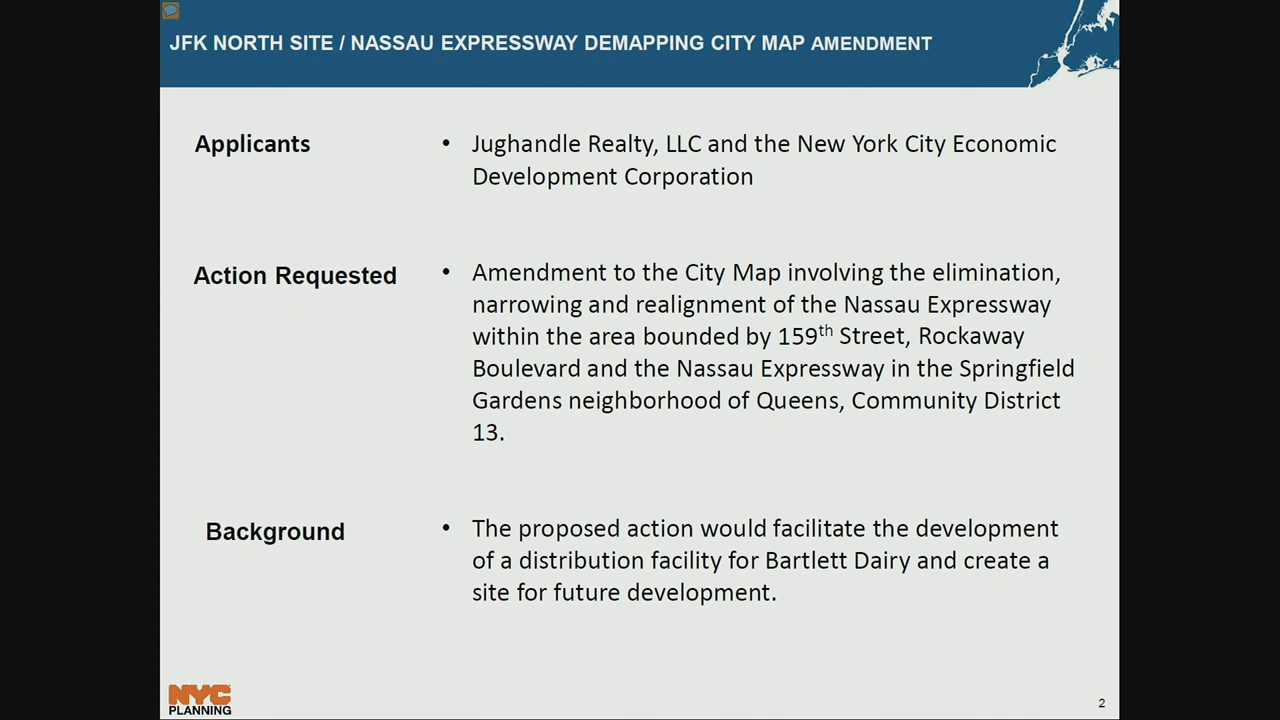 JFK NORTH SITE / NASSAU EXPRESSWAY DEMAPPING CITY MAP AMENDMENT
Applicants
• Jughandle Realty, LLC and the New York City Economic
Development Corporation
Action Requested
• Amendment to the City Map involving the elimination,
narrowing and realignment of the Nassau Expressway
within the area bounded by 159th Street, Rockaway
Boulevard and the Nassau Expressway in the Springfield
Gardens neighborhood of Queens, Community District
13.
Background
• The proposed action would facilitate the development
of a distribution facility for Bartlett Dairy and create a
site for future development.
NYC
PLANNING
2